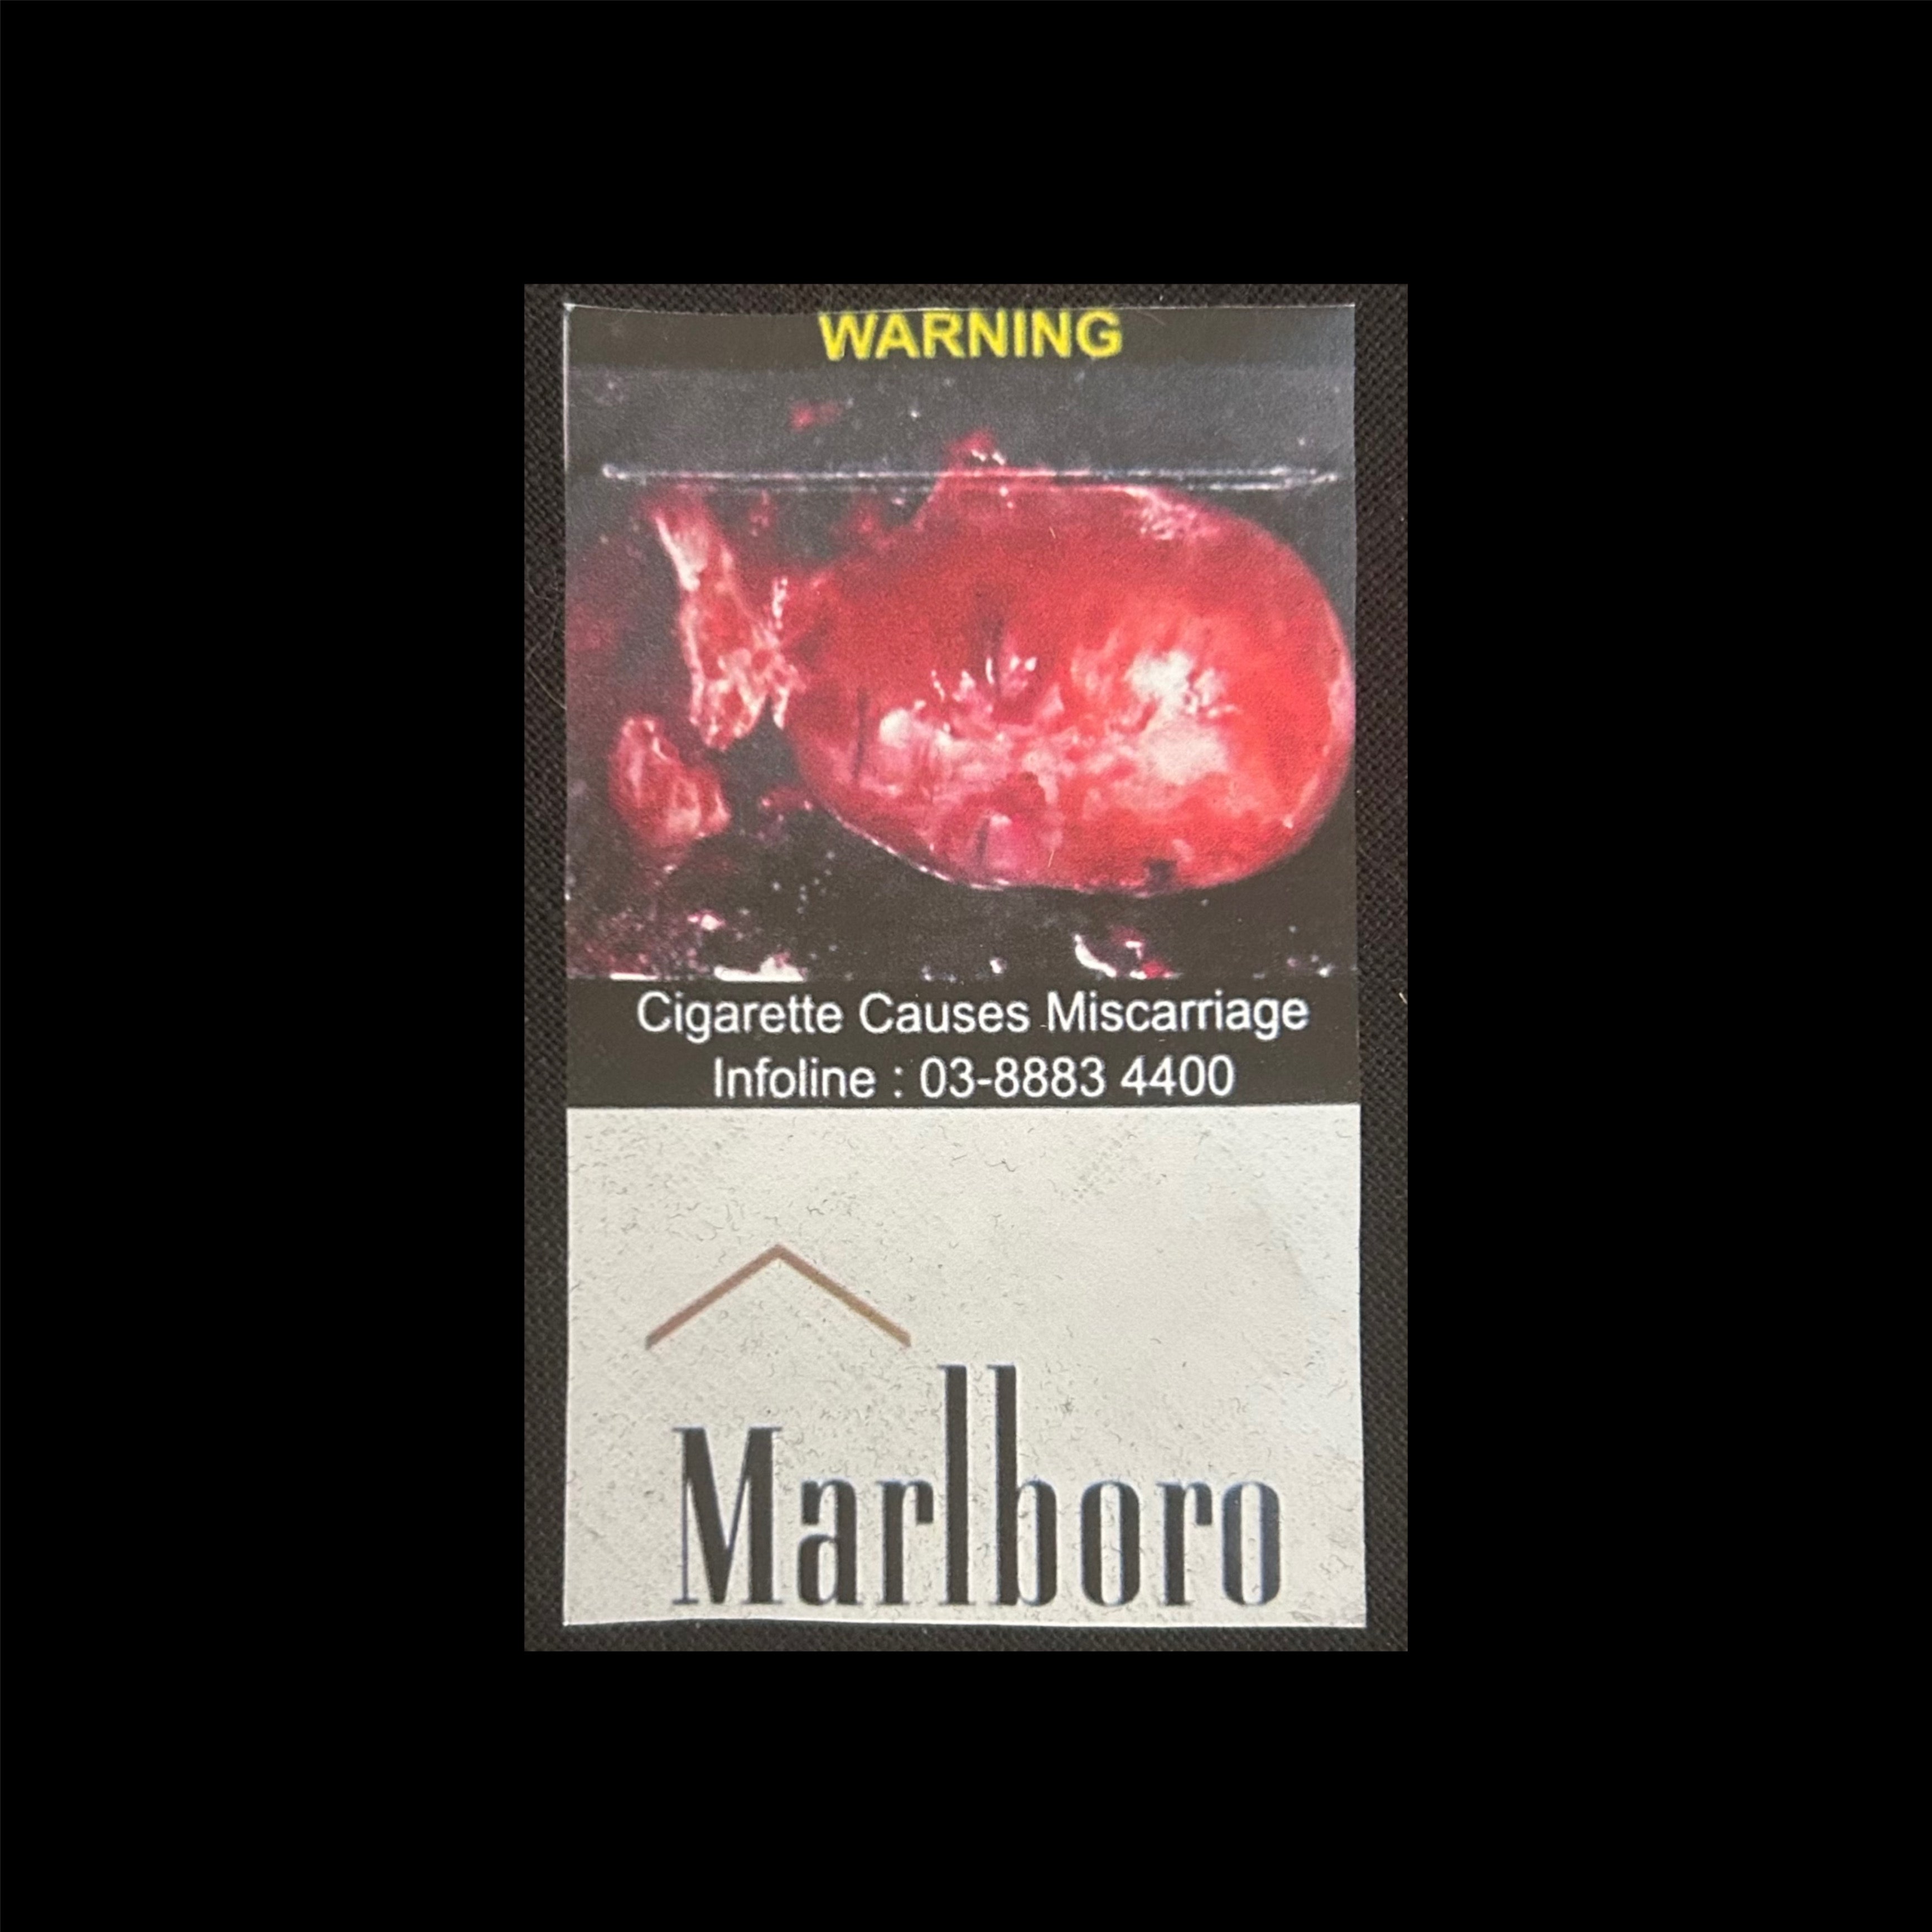 WARNING
Cigarette Causes Miscarriage
Infoline : 03-8883 4400
Marlboro